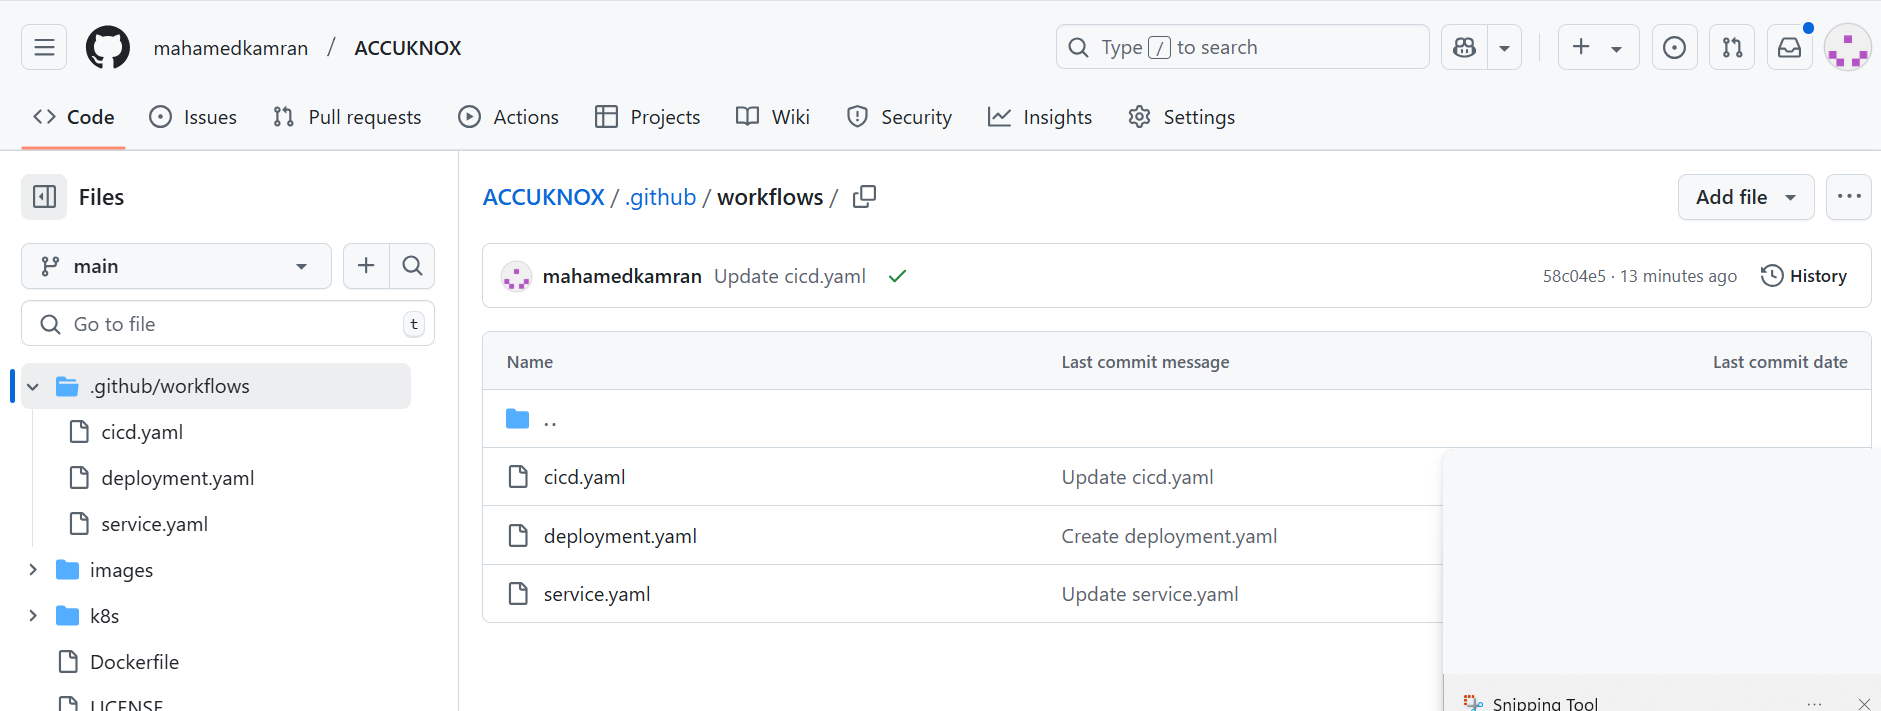 mahamedkamran / ACCUKNOX
Type / to search
Code
Issues
Pull requests
Actions
Projects
Wiki
Security
Insights
Settings
Files
main
Go to file
t
.github/workflows
cicd.yaml
deployment.yaml
service.yaml
images
k8s
Dockerfile
LICENSE
ACCUKNOX / .github / workflows /
Add file
mahamedkamran Update cicd.yaml
58c04e5 · 13 minutes ago
History
Name Last commit message Last commit date
..
cicd.yaml Update cicd.yaml
deployment.yaml Create deployment.yaml
service.yaml Update service.yaml
Snipping Tool